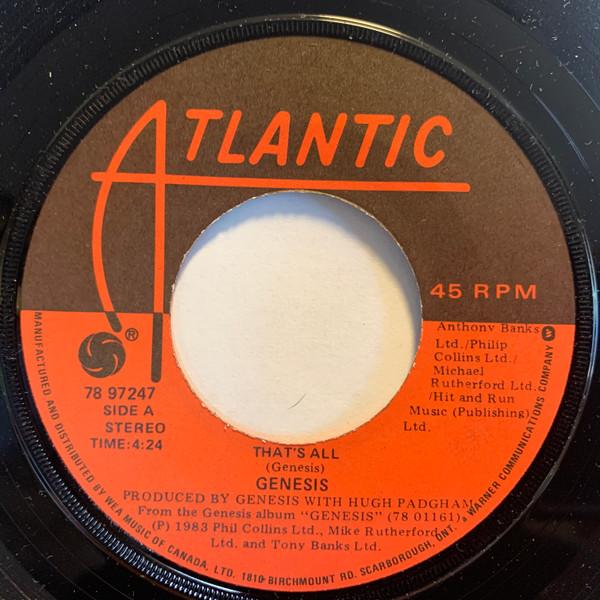 ATLANTIC
45 RPM
®
78 97247
SIDE A
STEREO
TIME:4:24
Anthony Banks
Ltd./Philip
Collins Ltd./
Michael
Rutherford Ltd.
/Hit and Run
Music (Publishing)
Ltd.
THAT'S ALL
(Genesis)
GENESIS
PRODUCED BY GENESIS WITH HUGH PADGHAM
From the Genesis album "GENESIS" (78 01161)
(P) 1983 Phil Collins Ltd., Mike Rutherford
Ltd. and Tony Banks Ltd.
MANUFACTURED AND DISTRIBUTED BY WEA MUSIC OF CANADA, LTD. 1810 BIRCHMOUNT RD. SCARBOROUGH, ONT. a WARNER COMMUNICATIONS COMPANY